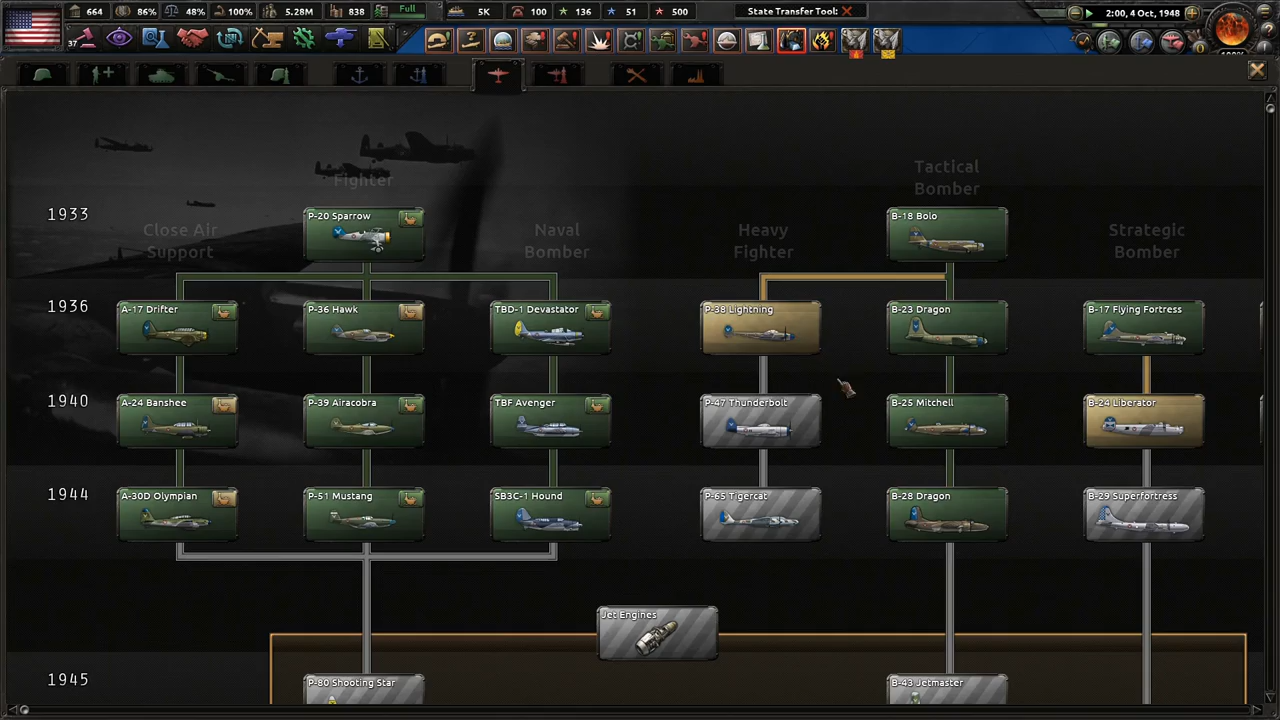 664 86% 48% 100% 5.28M 838 Full 5K 100 136 51 500 State Transfer Tool: 2:00, 4 Oct, 1948
37 0 100%
Tactical
Bomber
Fighter
1933 P-20 Sparrow B-18 Bolo
Close Air
Support
Naval
Bomber
Heavy
Fighter
Strategic
Bomber
1936 A-17 Drifter P-36 Hawk TBD-1 Devastator P-38 Lightning B-23 Dragon B-17 Flying Fortress
1940 A-24 Banshee P-39 Airacobra TBF Avenger P-47 Thunderbolt B-25 Mitchell B-24 Liberator
1944 A-30D Olympian P-51 Mustang SB3C-1 Hound P-65 Tigercat B-28 Dragon B-29 Superfortress
Jet Engines
1945 P-80 Shooting Star B-43 Jetmaster